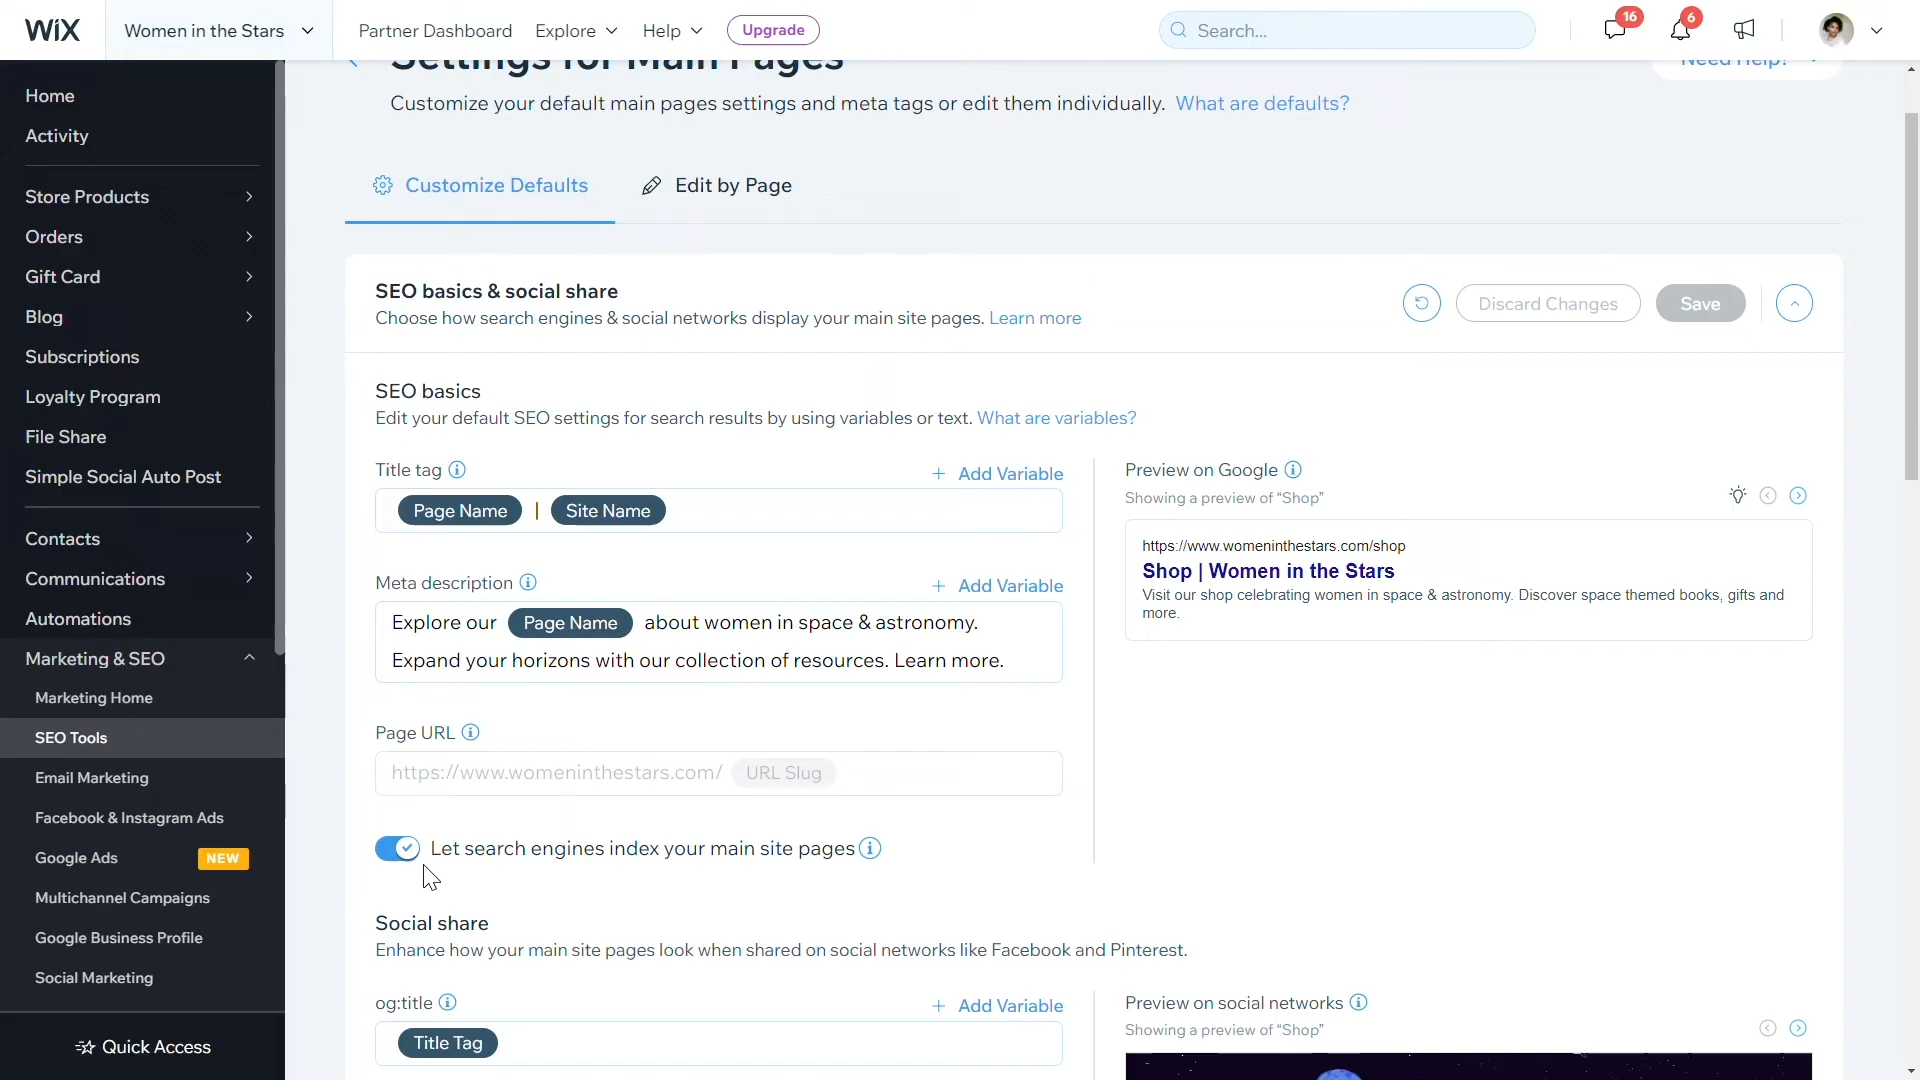 WiX
Women in the Stars
Partner Dashboard
Explore
Help
Upgrade
Search...
16
6
Home
Activity
Store Products
Orders
Gift Card
Blog
Subscriptions
Loyalty Program
File Share
Simple Social Auto Post
Contacts
Communications
Automations
Marketing & SEO
Marketing Home
SEO Tools
Email Marketing
Facebook & Instagram Ads
Google Ads NEW
Multichannel Campaigns
Google Business Profile
Social Marketing
Quick Access
Settings for Main Pages
Need Help?
Customize your default main pages settings and meta tags or edit them individually. What are defaults?
Customize Defaults
Edit by Page
SEO basics & social share
Choose how search engines & social networks display your main site pages. Learn more
Discard Changes
Save
SEO basics
Edit your default SEO settings for search results by using variables or text. What are variables?
Title tag
+ Add Variable
Page Name | Site Name
Meta description
+ Add Variable
Explore our Page Name about women in space & astronomy.
Expand your horizons with our collection of resources. Learn more.
Page URL
https://www.womeninthestars.com/ URL Slug
Let search engines index your main site pages
Preview on Google
Showing a preview of “Shop”
https://www.womeninthestars.com/shop
Shop | Women in the Stars
Visit our shop celebrating women in space & astronomy. Discover space themed books, gifts and
more.
Social share
Enhance how your main site pages look when shared on social networks like Facebook and Pinterest.
og:title
+ Add Variable
Title Tag
Preview on social networks
Showing a preview of “Shop”